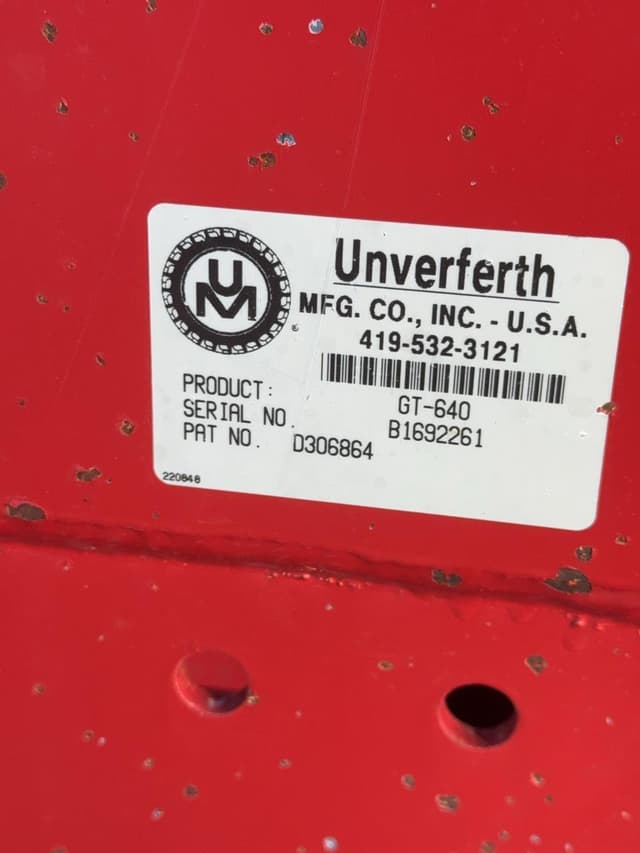 UM
Unverferth
MFG. CO., INC. - U.S.A.
419-532-3121
PRODUCT: GT-640
SERIAL NO. B1692261
PAT NO. D306864
220848